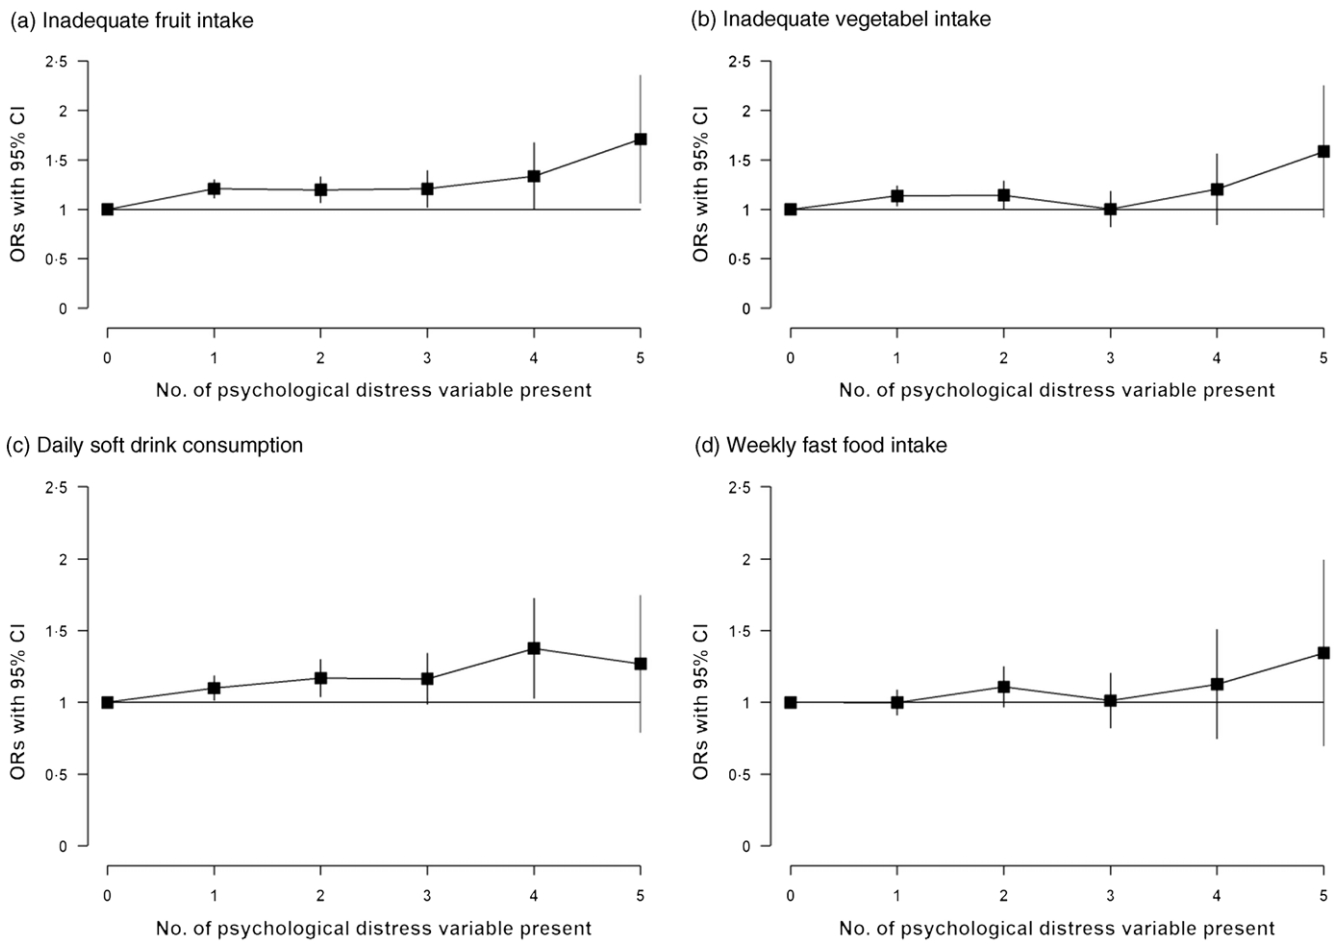 (a) Inadequate fruit intake
ORs with 95% CI
2·5
2
1·5
1
0·5
0
0 1 2 3 4 5
No. of psychological distress variable present
(b) Inadequate vegetabel intake
ORs with 95% CI
2·5
2
1·5
1
0·5
0
0 1 2 3 4 5
No. of psychological distress variable present
(c) Daily soft drink consumption
ORs with 95% CI
2·5
2
1·5
1
0·5
0
0 1 2 3 4 5
No. of psychological distress variable present
(d) Weekly fast food intake
ORs with 95% CI
2·5
2
1·5
1
0·5
0
0 1 2 3 4 5
No. of psychological distress variable present